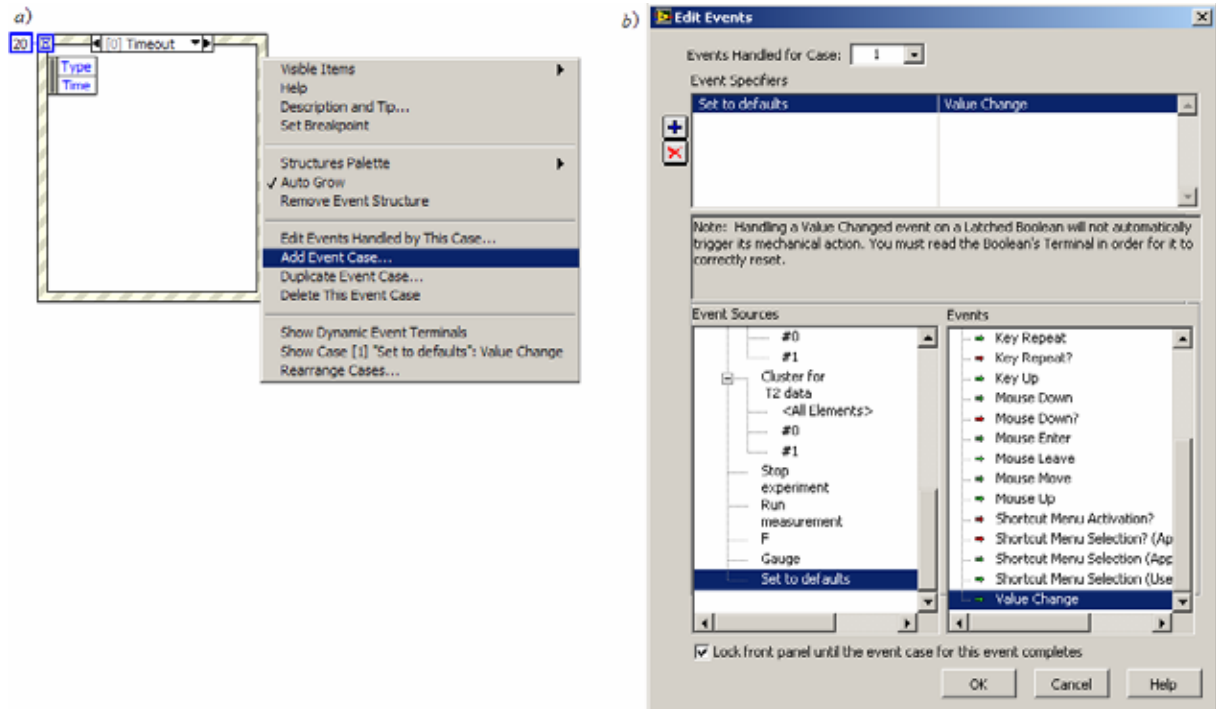 a)
20
[0] Timeout
Type
Time
Visible Items
Help
Description and Tip...
Set Breakpoint
Structures Palette
Auto Grow
Remove Event Structure
Edit Events Handled by This Case...
Add Event Case...
Duplicate Event Case...
Delete This Event Case
Show Dynamic Event Terminals
Show Case [1] "Set to defaults": Value Change
Rearrange Cases...
b)
Edit Events
Events Handled for Case: 1
Event Specifiers
Set to defaults Value Change
Note: Handling a Value Changed event on a Latched Boolean will not automatically
trigger its mechanical action. You must read the Boolean's Terminal in order for it to
correctly reset.
Event Sources
#0
#1
Cluster for
T2 data
<All Elements>
#0
#1
Stop
experiment
Run
measurement
F
Gauge
Set to defaults
Events
Key Repeat
Key Repeat?
Key Up
Mouse Down
Mouse Down?
Mouse Enter
Mouse Leave
Mouse Move
Mouse Up
Shortcut Menu Activation?
Shortcut Menu Selection? (Ap
Shortcut Menu Selection (App
Shortcut Menu Selection (Use
Value Change
Lock front panel until the event case for this event completes
OK Cancel Help